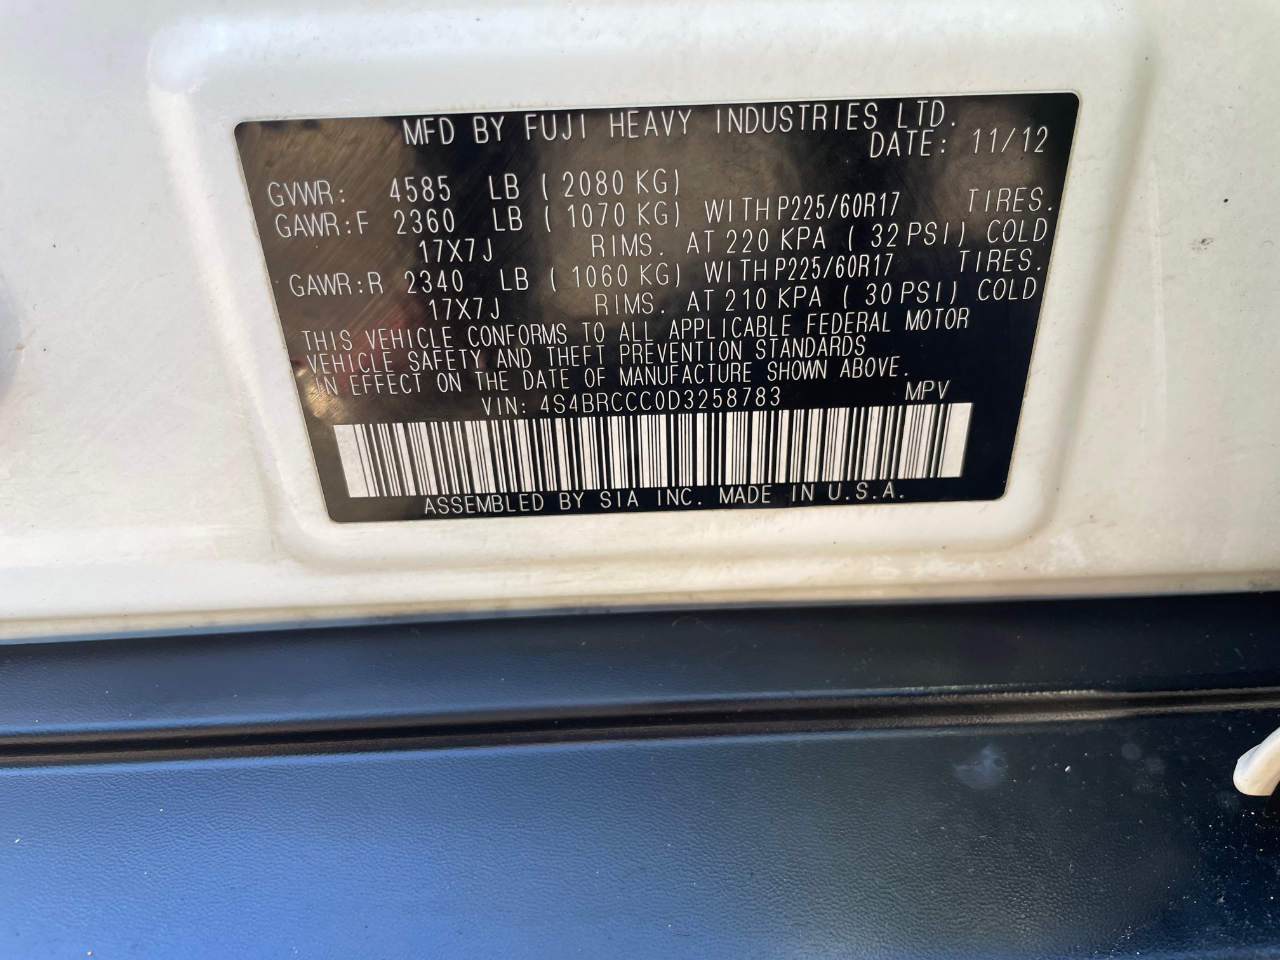 MFD BY FUJI HEAVY INDUSTRIES LTD.
DATE: 11/12
GVWR: 4585 LB ( 2080 KG)
GAWR:F 2360 LB ( 1070 KG) WITH P225/60R17 TIRES.
17X7J RIMS. AT 220 KPA ( 32 PSI) COLD
GAWR:R 2340 LB ( 1060 KG) WITH P225/60R17 TIRES.
17X7J RIMS. AT 210 KPA ( 30 PSI) COLD
THIS VEHICLE CONFORMS TO ALL APPLICABLE FEDERAL MOTOR
VEHICLE SAFETY AND THEFT PREVENTION STANDARDS
IN EFFECT ON THE DATE OF MANUFACTURE SHOWN ABOVE.
VIN: 4S4BRCCC0D3258783 MPV
ASSEMBLED BY SIA INC. MADE IN U.S.A.